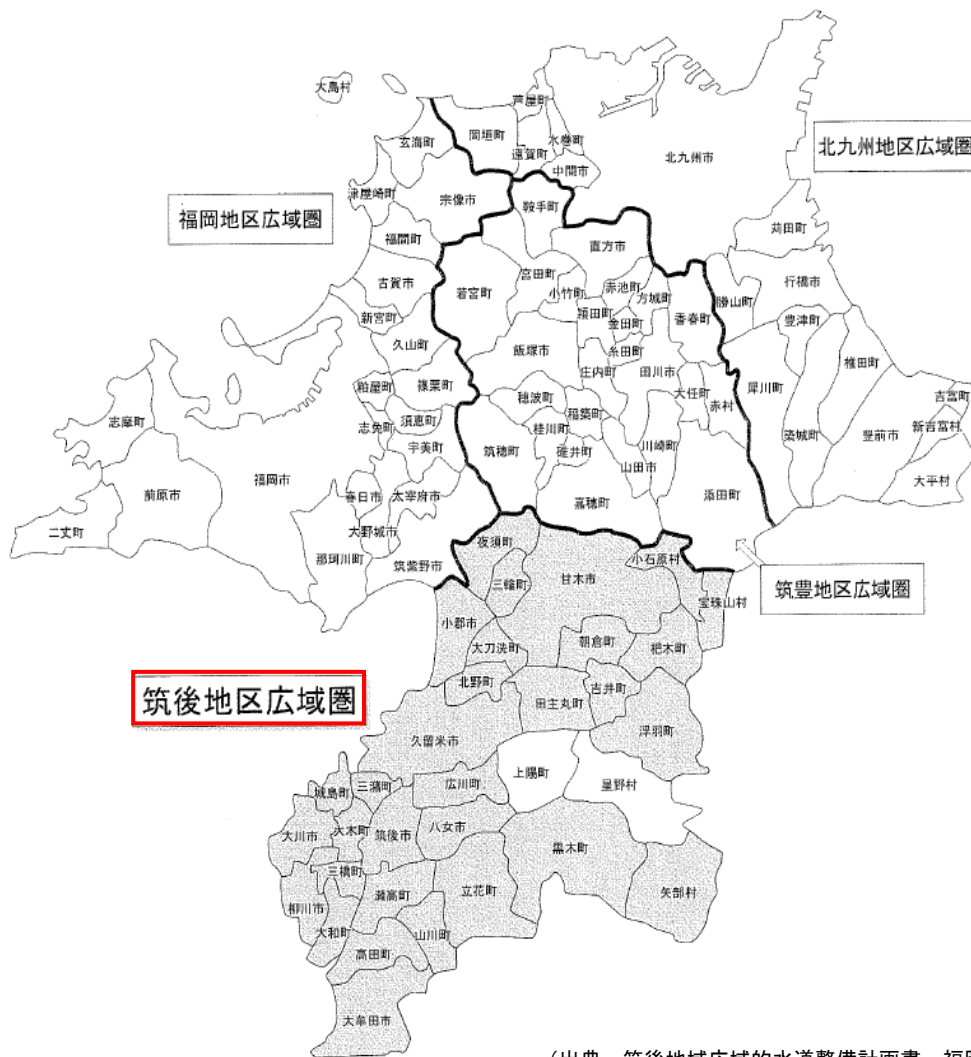 大島村
芦屋町
岡垣町
玄海町
遠賀町
水巻町
中間市
北九州市
北九州地区広域圏
津屋崎町
宗像市
鞍手町
福岡地区広域圏
福間町
直方市
苅田町
古賀市
若宮町
宮田町
小竹町
赤池町
方城町
勝山町
行橋市
新宮町
頴田町
金田町
香春町
豊津町
久山町
飯塚市
糸田町
庄内町
田川市
椎田町
粕屋町
篠栗町
穂波町
稲築町
大任町
赤村
犀川町
吉富町
志摩町
志免町
須恵町
桂川町
築城町
豊前市
新吉富村
宇美町
筑穂町
碓井町
川崎町
山田市
大平村
前原市
福岡市
春日市
太宰府市
嘉穂町
添田町
二丈町
大野城市
夜須町
那珂川町
筑紫野市
小石原村
三輪町
甘木市
宝珠山村
筑豊地区広域圏
小郡市
大刀洗町
朝倉町
杷木町
筑後地区広域圏
北野町
田主丸町
吉井町
浮羽町
久留米市
上陽町
星野村
城島町
三潴町
広川町
大川市
大木町
筑後市
八女市
黒木町
三橋町
瀬高町
立花町
矢部村
柳川市
大和町
山川町
高田町
大牟田市